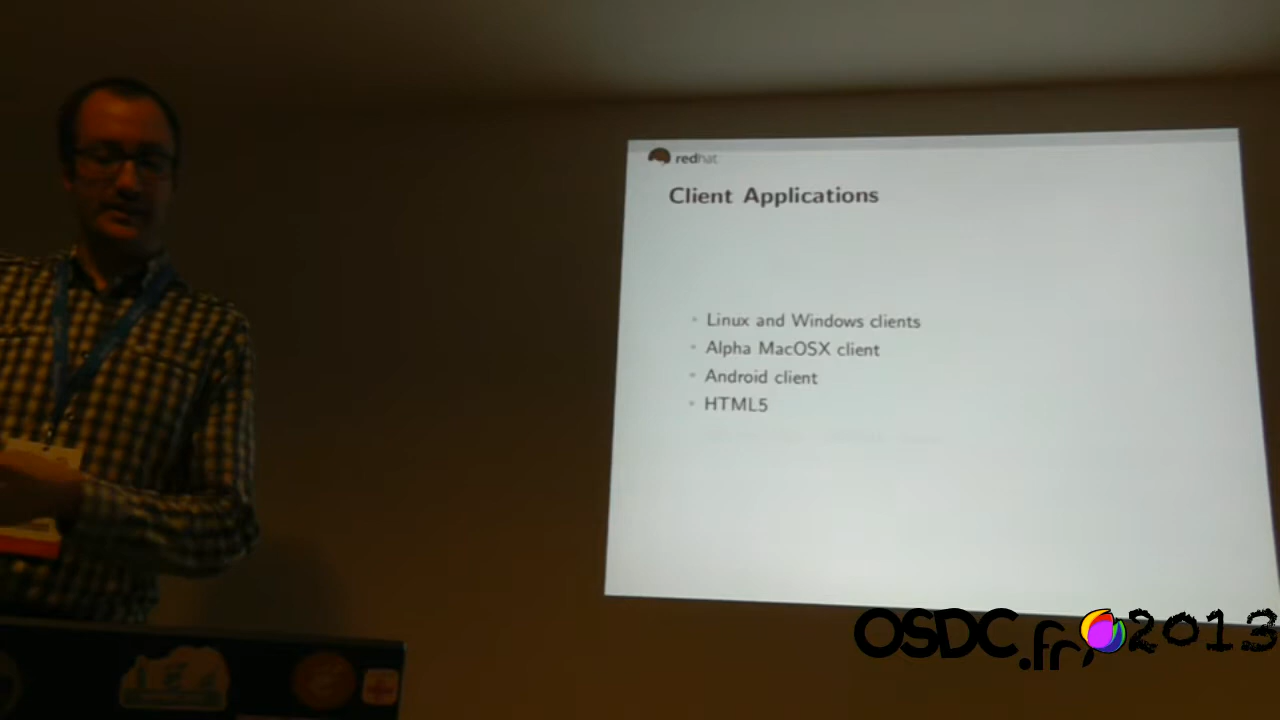 redhat
Client Applications
Linux and Windows clients
Alpha MacOSX client
Android client
HTML5
OSDC.fr 2013